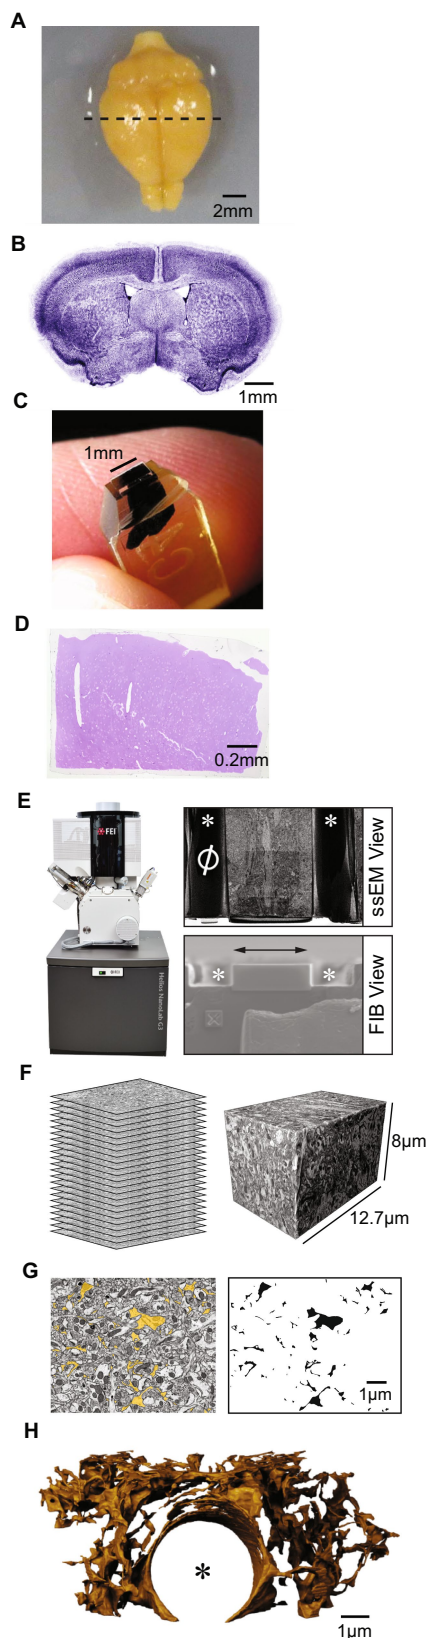 A
2mm
B
1mm
C
1mm
D
0.2mm
E
FEI
Helios NanoLab G3
*
*
Φ
ssEM View
*
*
FIB View
F
8µm
12.7µm
G
1µm
H
*
1µm